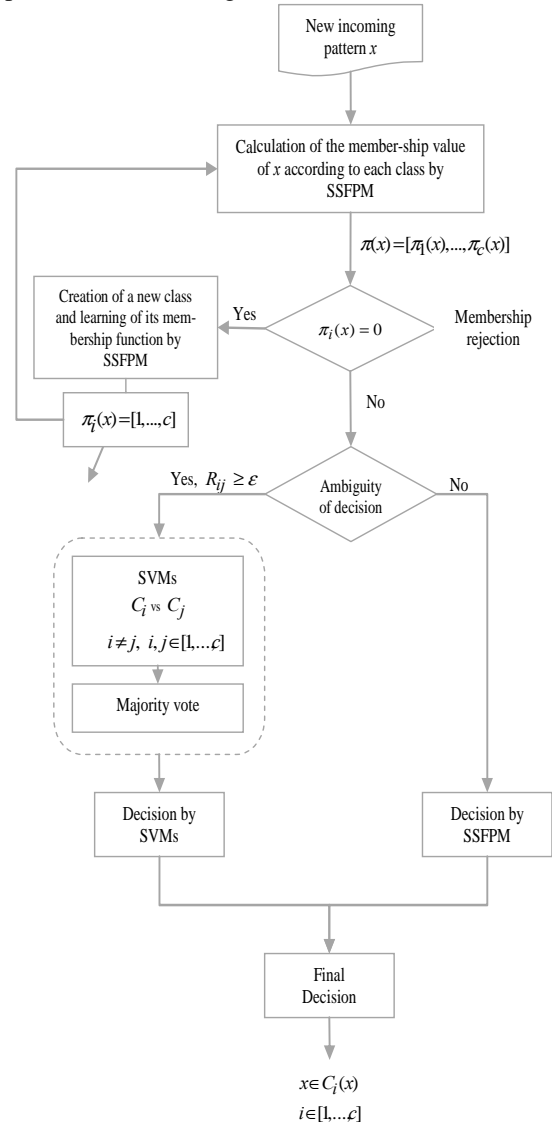 New incoming
pattern x
Calculation of the member-ship value
of x according to each class by
SSFPM
π(x)=[π1(x),...,πc(x)]
Creation of a new class
and learning of its mem-
bership function by
SSFPM
Yes
πi(x)=0
Membership
rejection
πi(x)=[1,...,c]
No
Yes, Rij ≥ ε
Ambiguity
of decision
No
SVMs
Ci vs Cj
i≠j, i, j∈[1,...,c]
Majority vote
Decision by
SVMs
Decision by
SSFPM
Final
Decision
x∈Ci(x)
i∈[1,...,c]